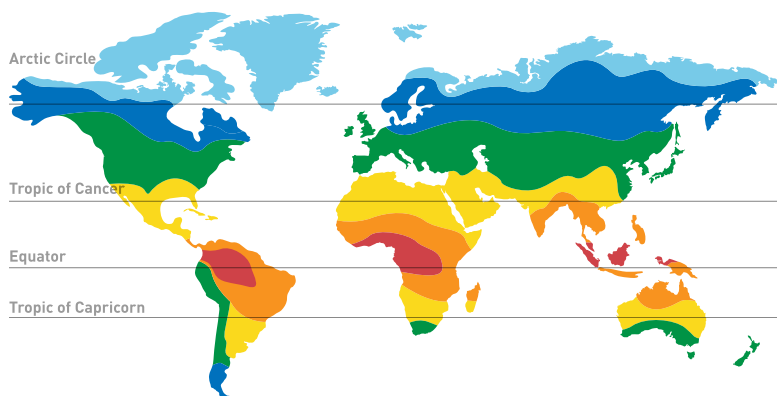 Arctic Circle
Tropic of Cancer
Equator
Tropic of Capricorn